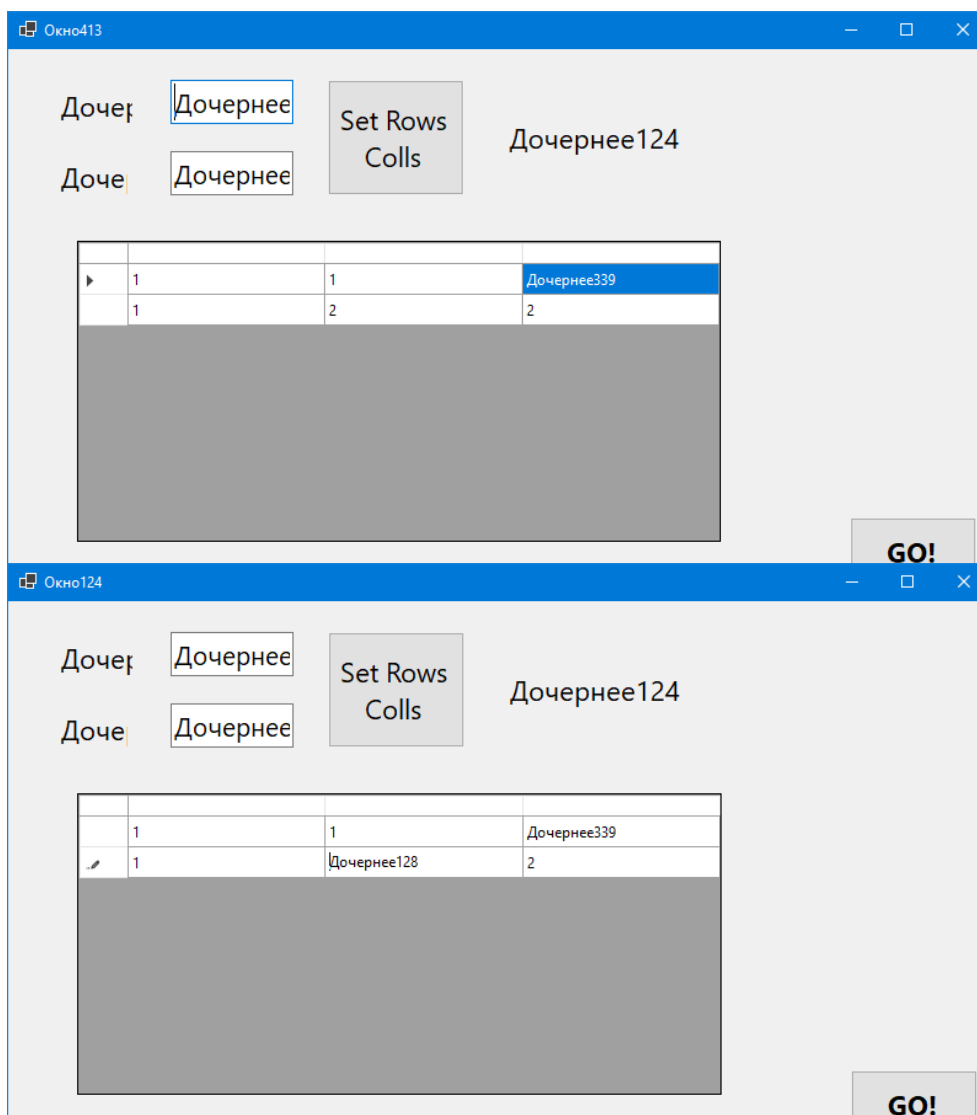 Окно413
Дочер Дочернее
Set Rows
Colls
Дочернее124
Доче Дочернее
1 1 Дочернее339
1 2 2
GO!
Окно124
Дочер Дочернее
Set Rows
Colls
Дочернее124
Доче Дочернее
1 1 Дочернее339
1 Дочернее128 2
GO!